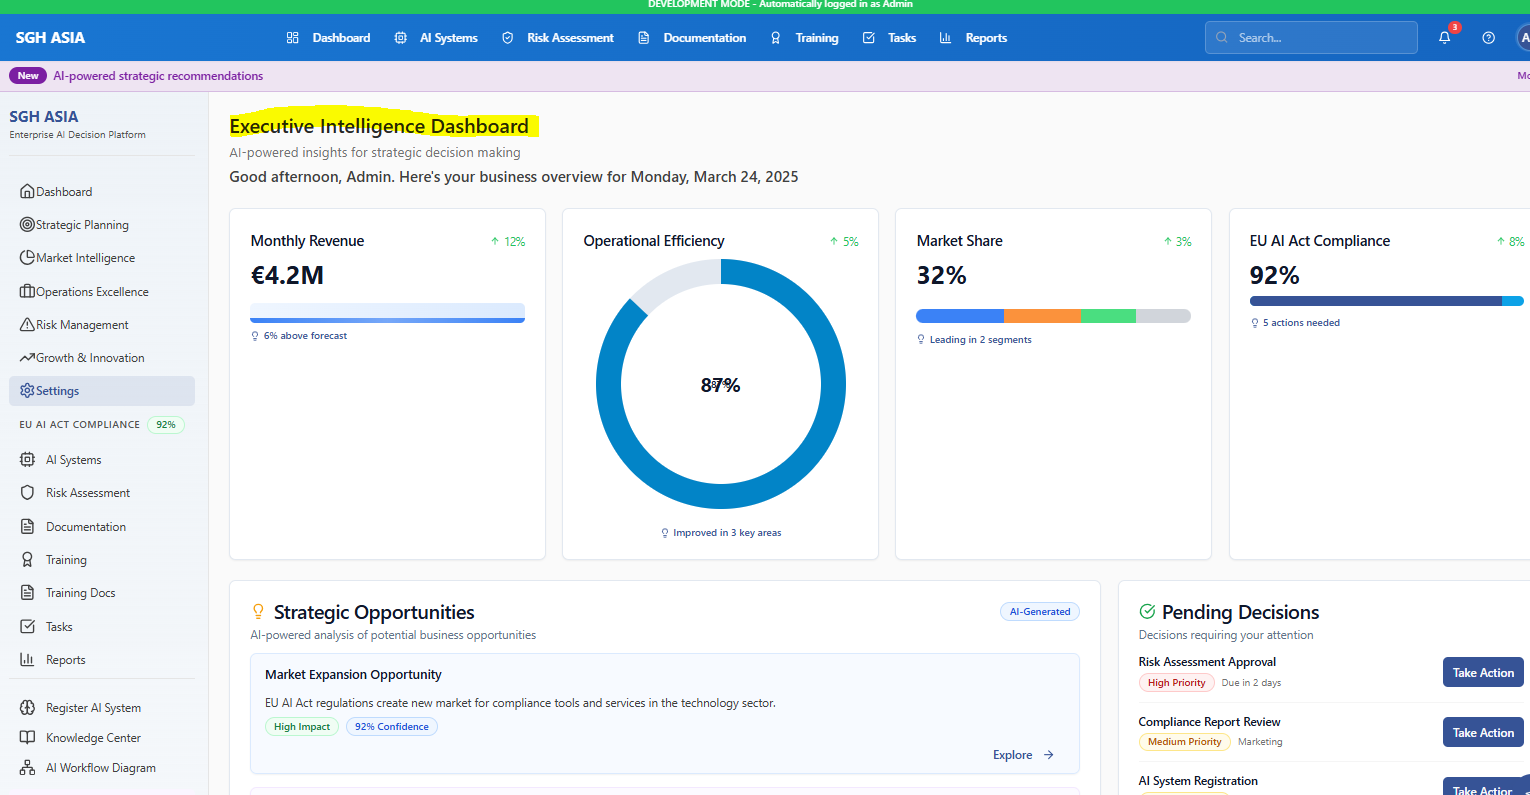 DEVELOPMENT MODE - Automatically logged in as Admin
SGH ASIA
Dashboard
AI Systems
Risk Assessment
Documentation
Training
Tasks
Reports
Search...
3
A
New
AI-powered strategic recommendations
Mo
SGH ASIA
Enterprise AI Decision Platform
Dashboard
Strategic Planning
Market Intelligence
Operations Excellence
Risk Management
Growth & Innovation
Settings
EU AI ACT COMPLIANCE 92%
AI Systems
Risk Assessment
Documentation
Training
Training Docs
Tasks
Reports
Register AI System
Knowledge Center
AI Workflow Diagram
Executive Intelligence Dashboard
AI-powered insights for strategic decision making
Good afternoon, Admin. Here's your business overview for Monday, March 24, 2025
Monthly Revenue
↑ 12%
€4.2M
6% above forecast
Operational Efficiency
↑ 5%
87%
Improved in 3 key areas
Market Share
↑ 3%
32%
Leading in 2 segments
EU AI Act Compliance
↑ 8%
92%
5 actions needed
Strategic Opportunities
AI-Generated
AI-powered analysis of potential business opportunities
Market Expansion Opportunity
EU AI Act regulations create new market for compliance tools and services in the technology sector.
High Impact
92% Confidence
Explore →
Pending Decisions
Decisions requiring your attention
Risk Assessment Approval
High Priority
Due in 2 days
Take Action
Compliance Report Review
Medium Priority
Marketing
Take Action
AI System Registration
Take Action